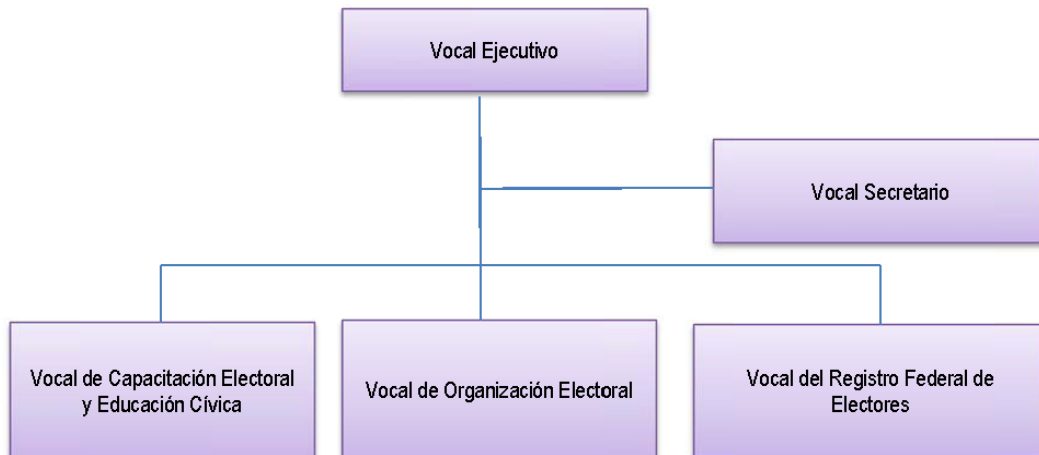 Vocal Ejecutivo
Vocal Secretario
Vocal de Capacitación Electoral
y Educación Cívica
Vocal de Organización Electoral
Vocal del Registro Federal de
Electores